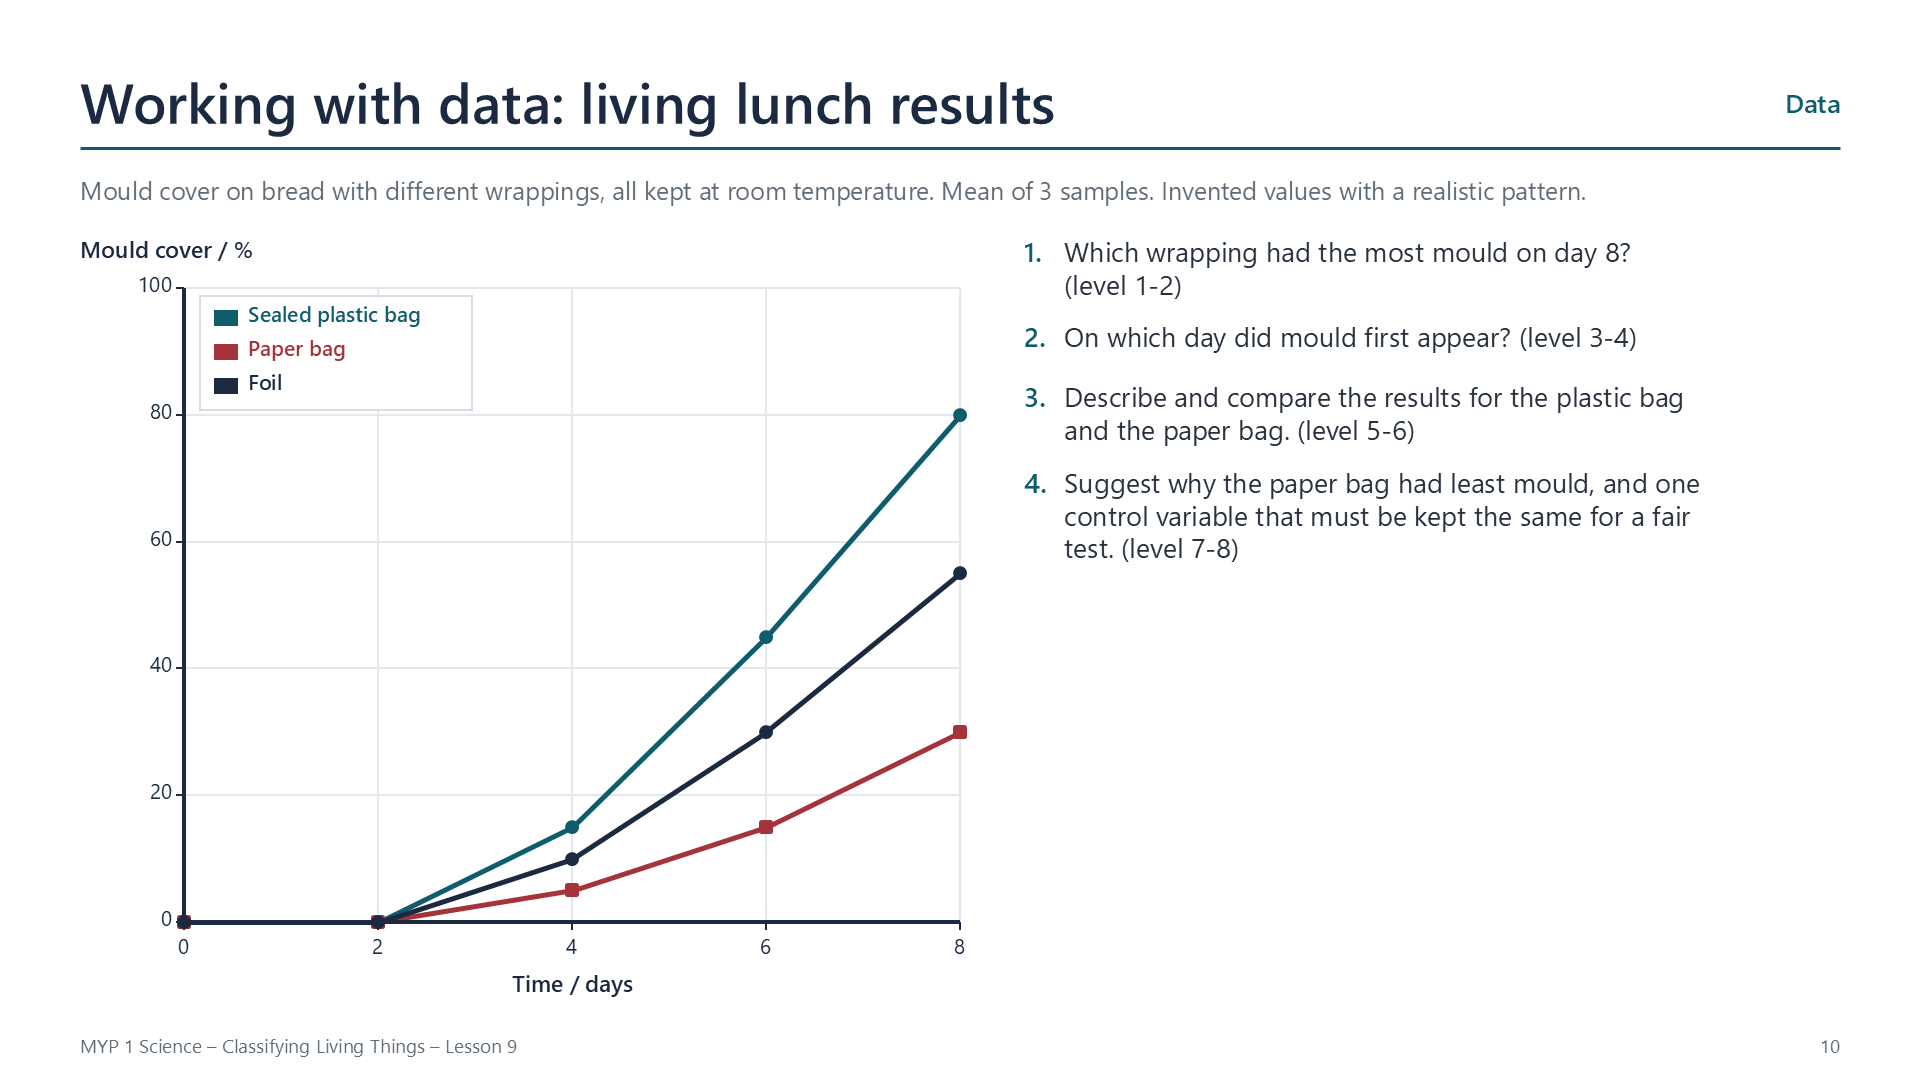 Working with data: living lunch results
Data
Mould cover on bread with different wrappings, all kept at room temperature. Mean of 3 samples. Invented values with a realistic pattern.
Mould cover / %
100
80
60
40
20
0
Sealed plastic bag
Paper bag
Foil
0 2 4 6 8
Time / days
1. Which wrapping had the most mould on day 8?
(level 1-2)
2. On which day did mould first appear? (level 3-4)
3. Describe and compare the results for the plastic bag
and the paper bag. (level 5-6)
4. Suggest why the paper bag had least mould, and one
control variable that must be kept the same for a fair
test. (level 7-8)
MYP 1 Science – Classifying Living Things – Lesson 9
10